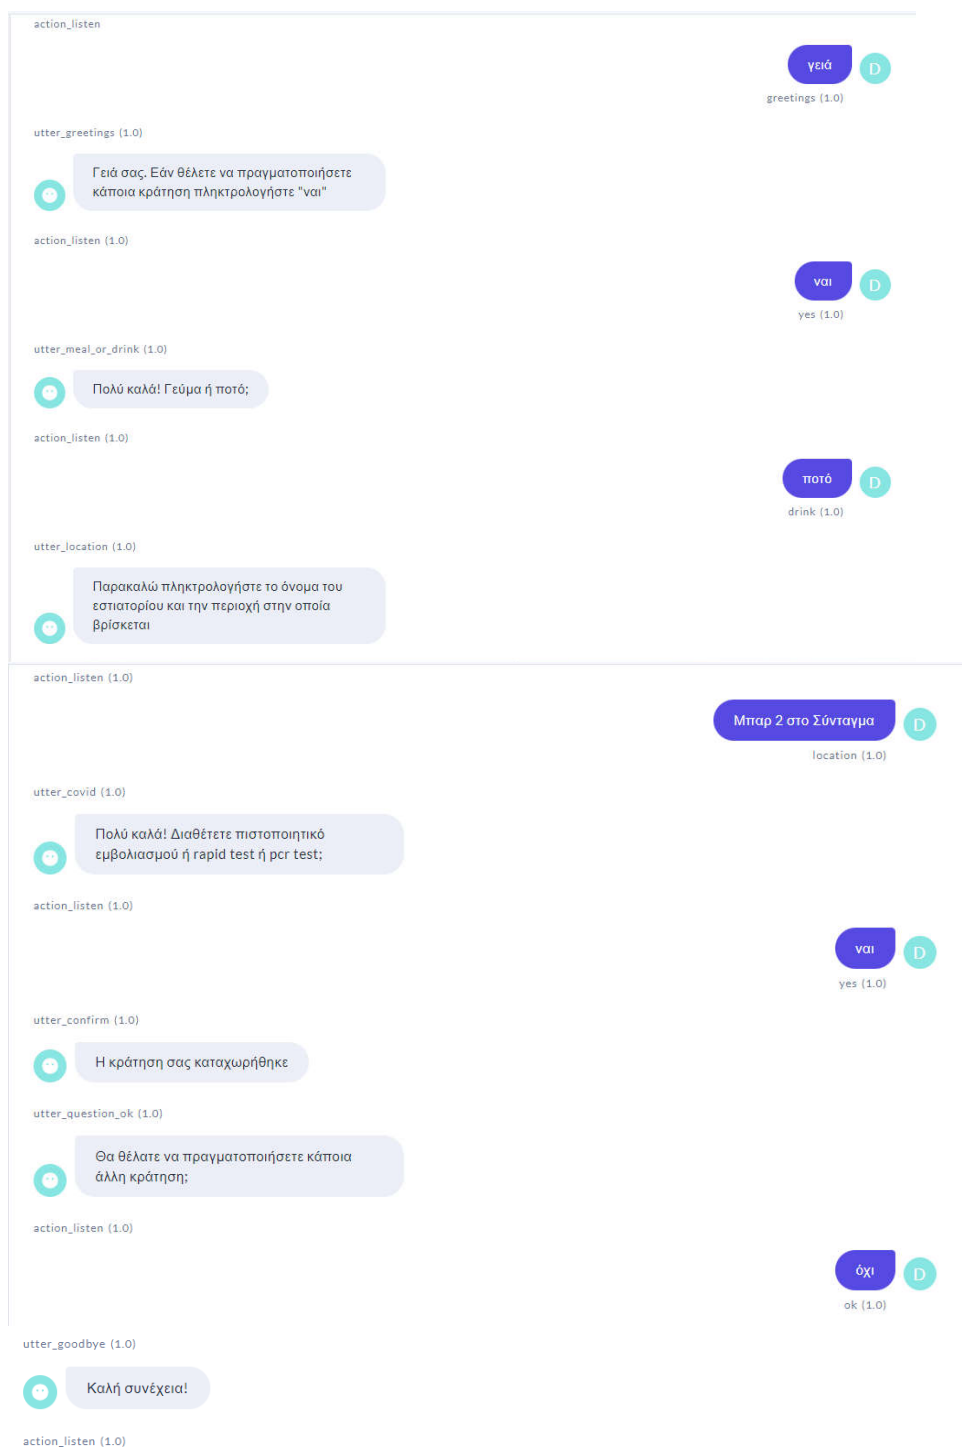 action_listen
γειά
D
greetings (1.0)
utter_greetings (1.0)
Γειά σας. Εάν θέλετε να πραγματοποιήσετε
κάποια κράτηση πληκτρολογήστε "ναι"
action_listen (1.0)
ναι
D
yes (1.0)
utter_meal_or_drink (1.0)
Πολύ καλά! Γεύμα ή ποτό;
action_listen (1.0)
ποτό
D
drink (1.0)
utter_location (1.0)
Παρακαλώ πληκτρολογήστε το όνομα του
εστιατορίου και την περιοχή στην οποία
βρίσκεται
action_listen (1.0)
Μπαρ 2 στο Σύνταγμα
D
location (1.0)
utter_covid (1.0)
Πολύ καλά! Διαθέτετε πιστοποιητικό
εμβολιασμού ή rapid test ή pcr test;
action_listen (1.0)
ναι
D
yes (1.0)
utter_confirm (1.0)
Η κράτηση σας καταχωρήθηκε
utter_question_ok (1.0)
Θα θέλατε να πραγματοποιήσετε κάποια
άλλη κράτηση;
action_listen (1.0)
όχι
D
ok (1.0)
utter_goodbye (1.0)
Καλή συνέχεια!
action_listen (1.0)